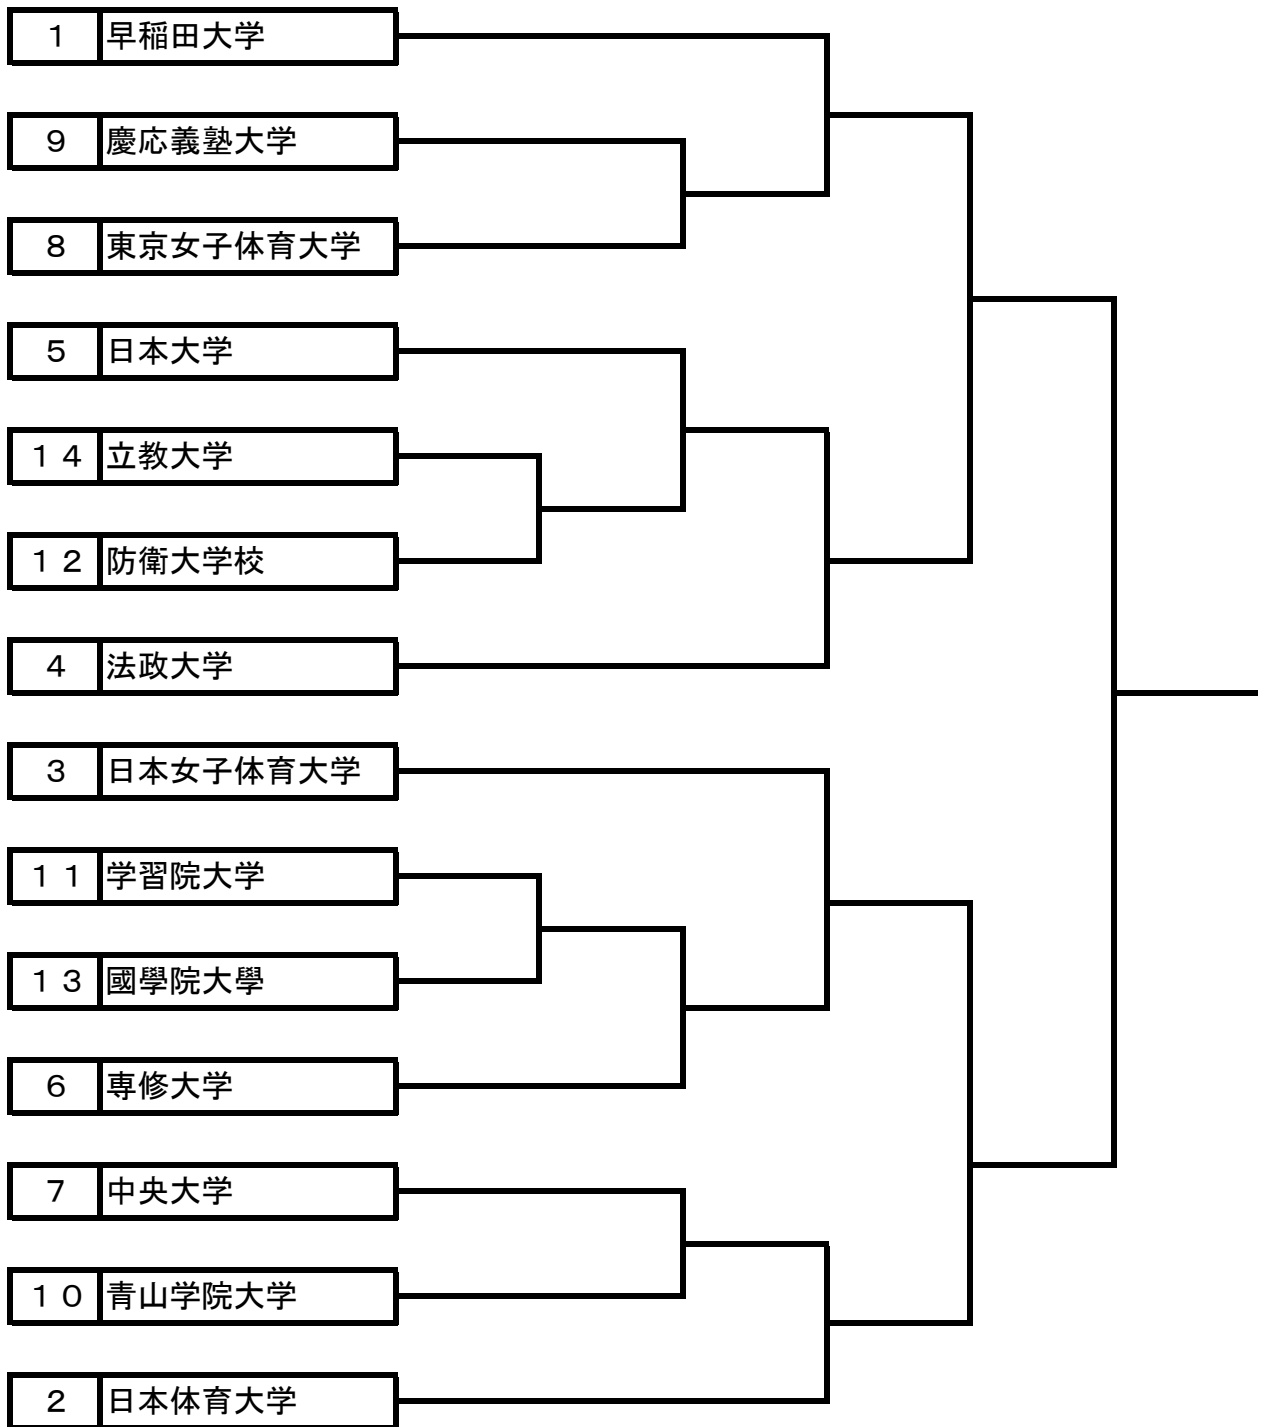 1 早稲田大学
9 慶応義塾大学
8 東京女子体育大学
5 日本大学
14 立教大学
12 防衛大学校
4 法政大学
3 日本女子体育大学
11 学習院大学
13 國學院大學
6 専修大学
7 中央大学
10 青山学院大学
2 日本体育大学